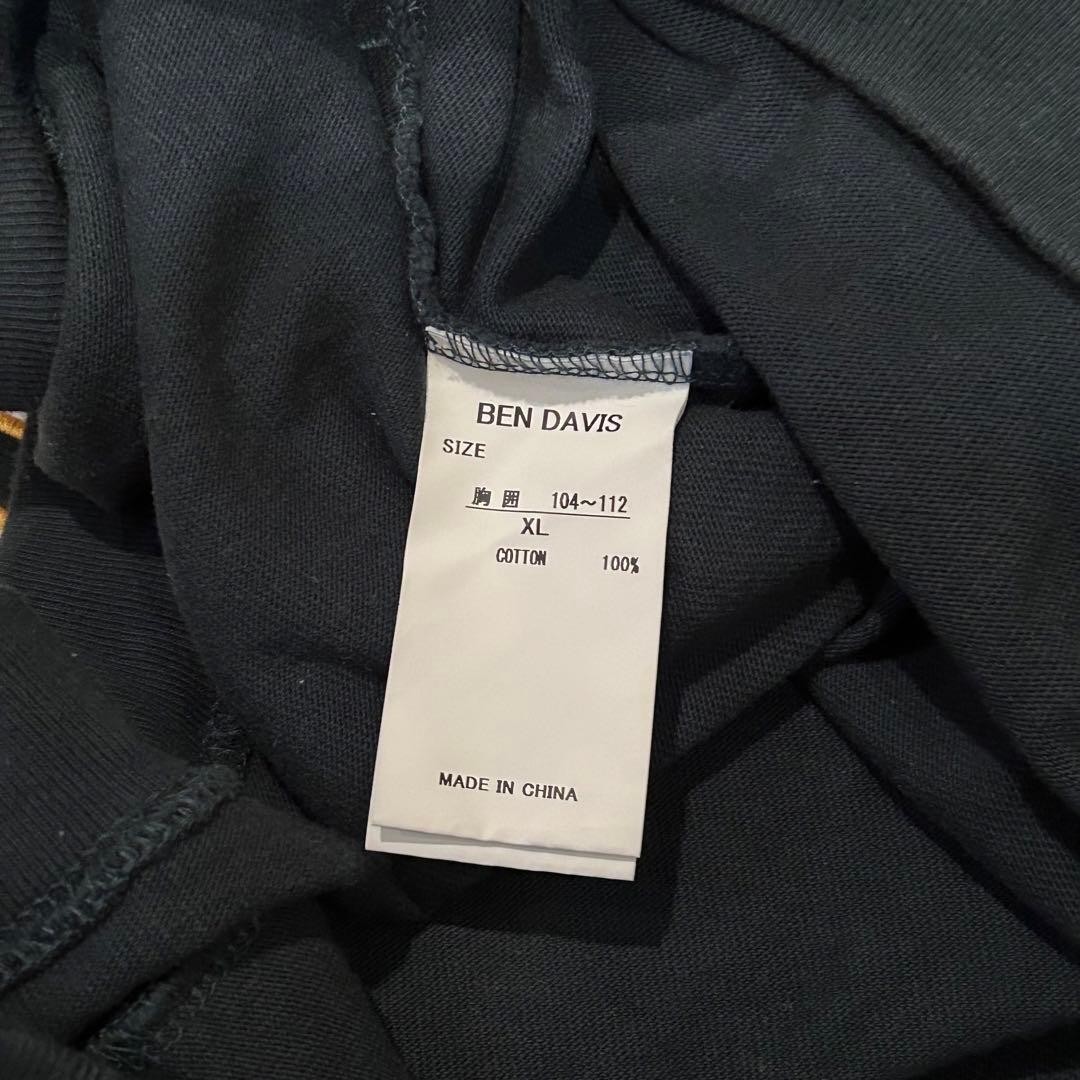 BEN DAVIS
SIZE
胸囲 104~112
XL
COTTON 100%
MADE IN CHINA